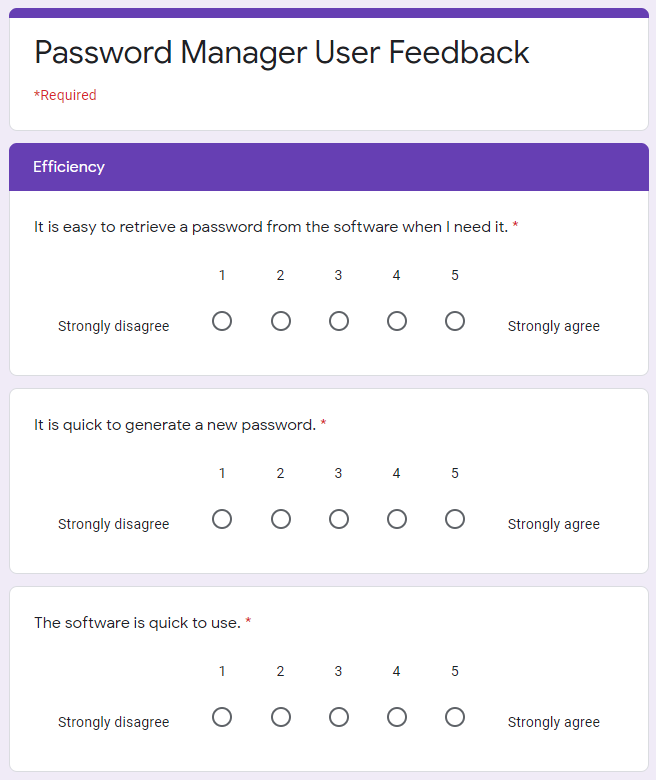 Password Manager User Feedback
*Required
Efficiency
It is easy to retrieve a password from the software when I need it. *
1 2 3 4 5
Strongly disagree Strongly agree
It is quick to generate a new password. *
1 2 3 4 5
Strongly disagree Strongly agree
The software is quick to use. *
1 2 3 4 5
Strongly disagree Strongly agree